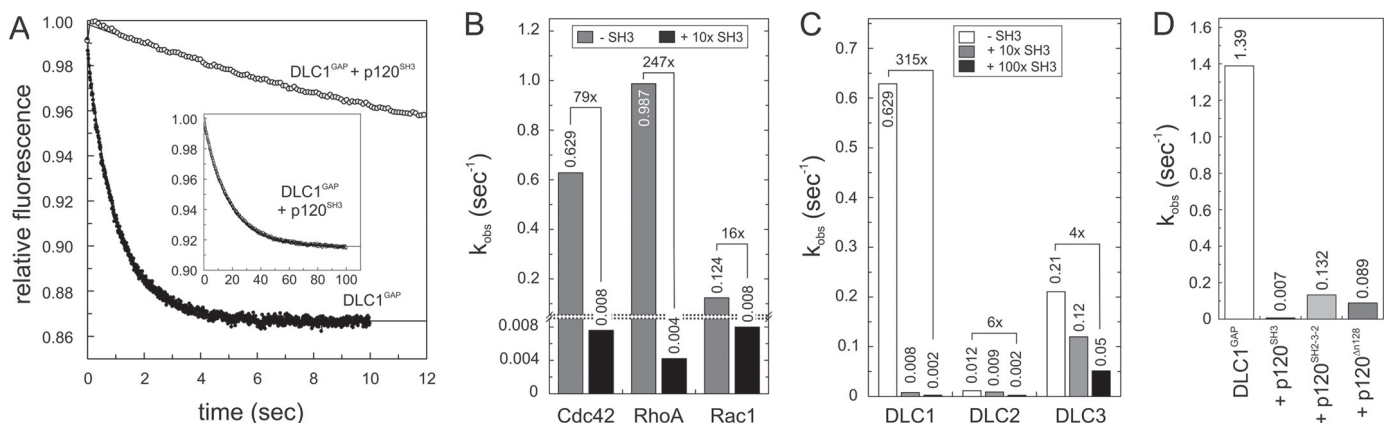 A
relative fluorescence
1.00
0.98
0.96
0.94
0.92
0.90
0.88
0.86
DLC1GAP + p120SH3
1.00
0.98
0.96
0.94
0.92
0.90
DLC1GAP
+ p120SH3
0 20 40 60 80 100
DLC1GAP
0 2 4 6 8 10 12
time (sec)
B
kobs (sec-1)
- SH3 + 10x SH3
1.2
1.0
0.8
0.6
0.4
0.2
0.008
0.004
0
79x
0.629
0.008
247x
0.987
0.004
16x
0.124
0.008
Cdc42 RhoA Rac1
C
kobs (sec-1)
- SH3
+ 10x SH3
+ 100x SH3
0.7
0.6
0.5
0.4
0.3
0.2
0.1
0
315x
0.629
0.008
0.002
6x
0.012
0.009
0.002
4x
0.21
0.12
0.05
DLC1 DLC2 DLC3
D
kobs (sec-1)
1.6
1.4
1.2
1.0
0.8
0.6
0.4
0.2
0
1.39
0.007
0.132
0.089
DLC1GAP
+ p120SH3
+ p120SH2-3-2
+ p120Δn128